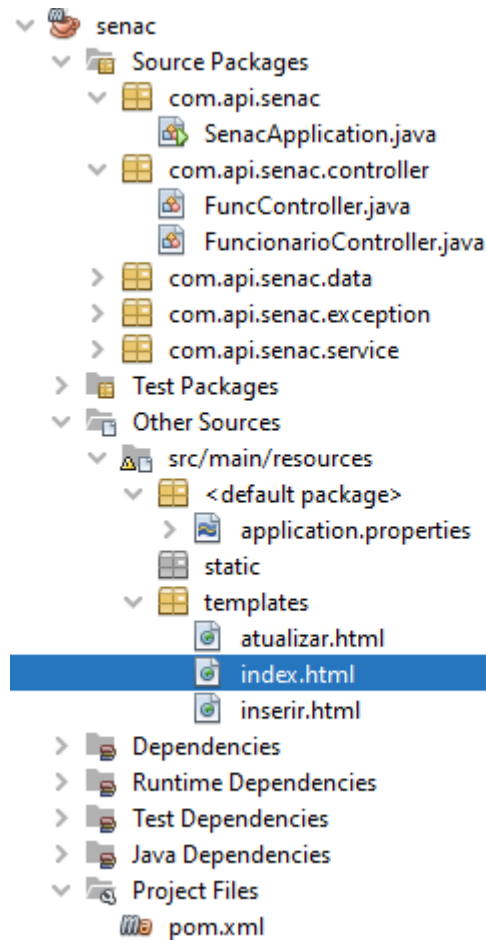 senac
Source Packages
com.api.senac
SenacApplication.java
com.api.senac.controller
FuncController.java
FuncionarioController.java
com.api.senac.data
com.api.senac.exception
com.api.senac.service
Test Packages
Other Sources
src/main/resources
<default package>
application.properties
static
templates
atualizar.html
index.html
inserir.html
Dependencies
Runtime Dependencies
Test Dependencies
Java Dependencies
Project Files
pom.xml